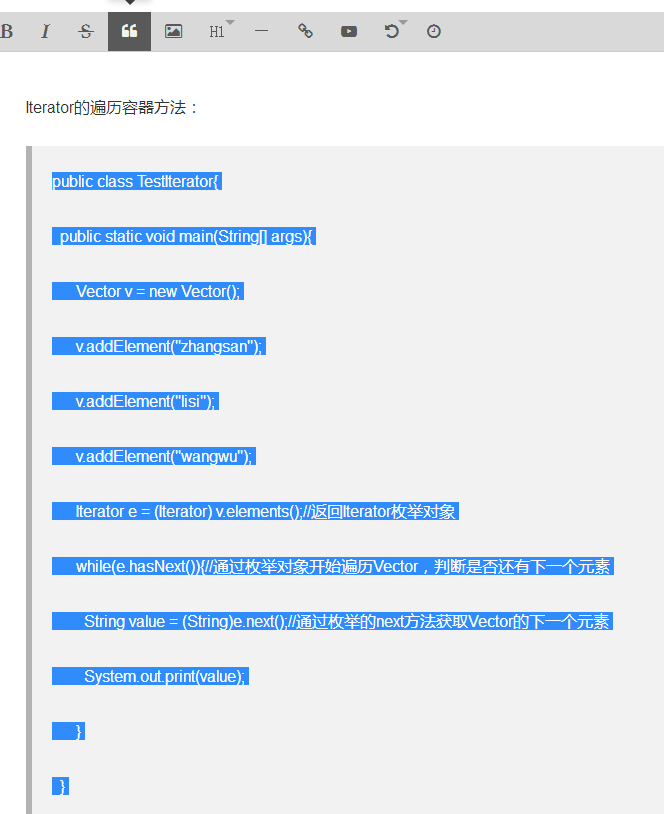 B I S H1
Iterator的遍历容器方法：
public class TestIterator{
public static void main(String[] args){
Vector v = new Vector();
v.addElement("zhangsan");
v.addElement("lisi");
v.addElement("wangwu");
Iterator e = (Iterator) v.elements();//返回Iterator枚举对象
while(e.hasNext()){//通过枚举对象开始遍历Vector，判断是否还有下一个元素
String value = (String)e.next();//通过枚举的next方法获取Vector的下一个元素
System.out.print(value);
}
}